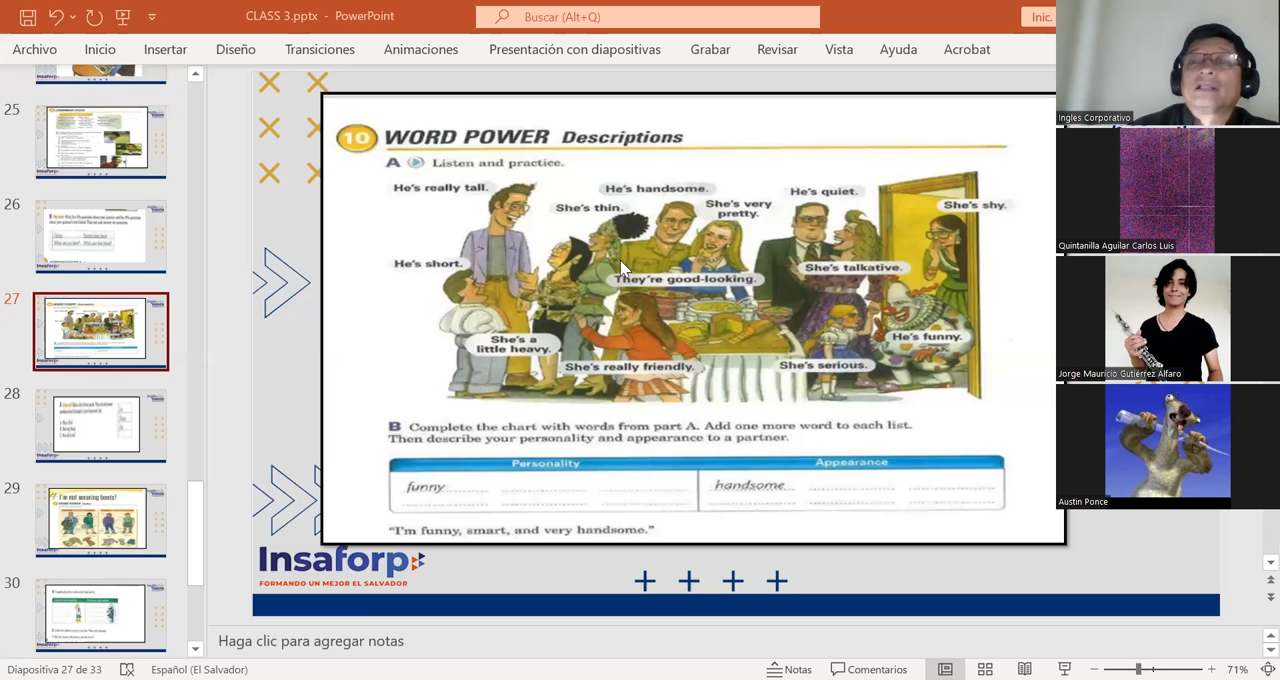 CLASS 3.pptx - PowerPoint
Buscar (Alt+Q)
Inic.
Archivo Inicio Insertar Diseño Transiciones Animaciones Presentación con diapositivas Grabar Revisar Vista Ayuda Acrobat
25
26
27
28
29
30
10 WORD POWER Descriptions
A Listen and practice.
He's really tall.
He's handsome.
He's quiet.
She's thin.
She's very
pretty.
She's shy.
He's short.
They're good-looking.
She's talkative.
She's a
little heavy.
He's funny.
She's really friendly.
She's serious.
B Complete the chart with words from part A. Add one more word to each list.
Then describe your personality and appearance to a partner.
Personality Appearance
funny handsome
"I'm funny, smart, and very handsome."
Insaforp
FORMANDO UN MEJOR EL SALVADOR
Ingles Corporativo
Quintanilla Aguilar Carlos Luis
Jorge Mauricio Gutiérrez Alfaro
Austin Ponce
Haga clic para agregar notas
Diapositiva 27 de 33 Español (El Salvador) Notas Comentarios 71%